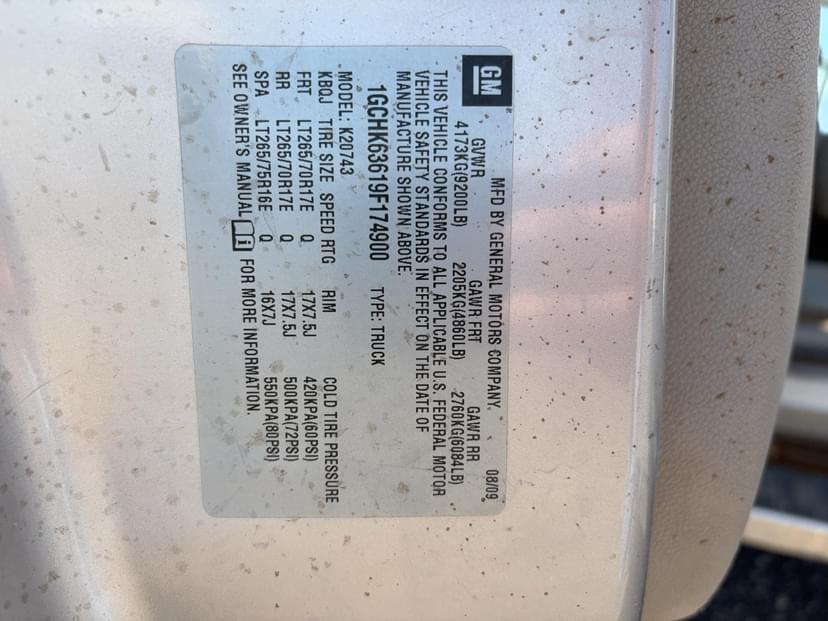 GM MFD BY GENERAL MOTORS COMPANY. 08/09
GVWR GAWR FRT GAWR RR
4173KG(9200LB) 2205KG(4860LB) 2760KG(6084LB)
THIS VEHICLE CONFORMS TO ALL APPLICABLE U.S. FEDERAL MOTOR
VEHICLE SAFETY STANDARDS IN EFFECT ON THE DATE OF
MANUFACTURE SHOWN ABOVE.
1GCHK63619F174900 TYPE: TRUCK
MODEL: K20743
KBQJ TIRE SIZE SPEED RTG RIM COLD TIRE PRESSURE
FRT LT265/70R17E Q 17X7.5J 420KPA(60PSI)
RR LT265/70R17E Q 17X7.5J 500KPA(72PSI)
SPA LT265/75R16E Q 16X7J 550KPA(80PSI)
SEE OWNER'S MANUAL i FOR MORE INFORMATION.